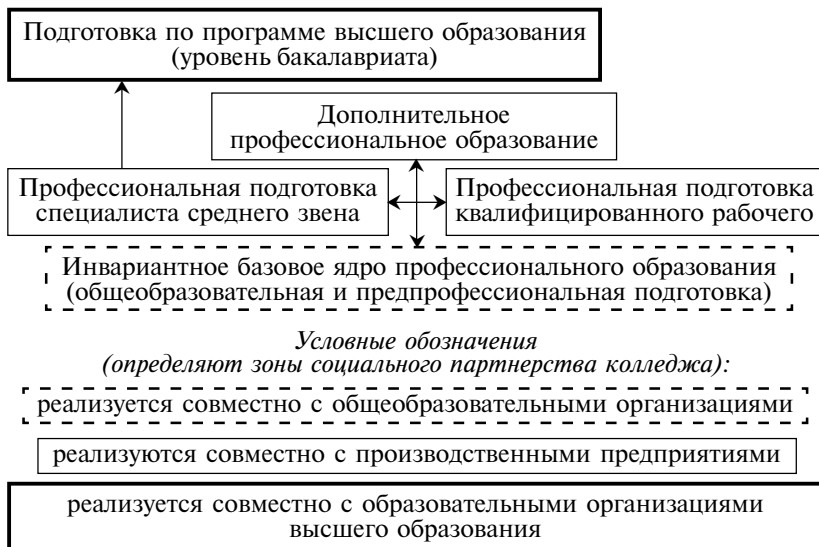 Подготовка по программе высшего образования
(уровень бакалавриата)
Дополнительное
профессиональное образование
Профессиональная подготовка
специалиста среднего звена
Профессиональная подготовка
квалифицированного рабочего
Инвариантное базовое ядро профессионального образования
(общеобразовательная и предпрофессиональная подготовка)
Условные обозначения
(определяют зоны социального партнерства колледжа):
реализуется совместно с общеобразовательными организациями
реализуются совместно с производственными предприятиями
реализуется совместно с образовательными организациями
высшего образования